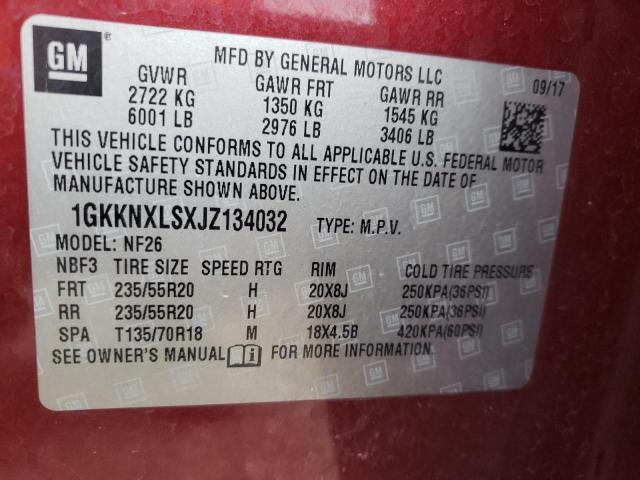 GM
MFD BY GENERAL MOTORS LLC
GVWR GAWR FRT GAWR RR 09/17
2722 KG 1350 KG 1545 KG
6001 LB 2976 LB 3406 LB
THIS VEHICLE CONFORMS TO ALL APPLICABLE U.S. FEDERAL MOTOR
VEHICLE SAFETY STANDARDS IN EFFECT ON THE DATE OF
MANUFACTURE SHOWN ABOVE.
1GKKNXLSXJZ134032 TYPE: M.P.V.
MODEL: NF26
NBF3 TIRE SIZE SPEED RTG RIM COLD TIRE PRESSURE
FRT 235/55R20 H 20X8J 250KPA(36PSI)
RR 235/55R20 H 20X8J 250KPA(36PSI)
SPA T135/70R18 M 18X4.5B 420KPA(60PSI)
SEE OWNER'S MANUAL i FOR MORE INFORMATION.